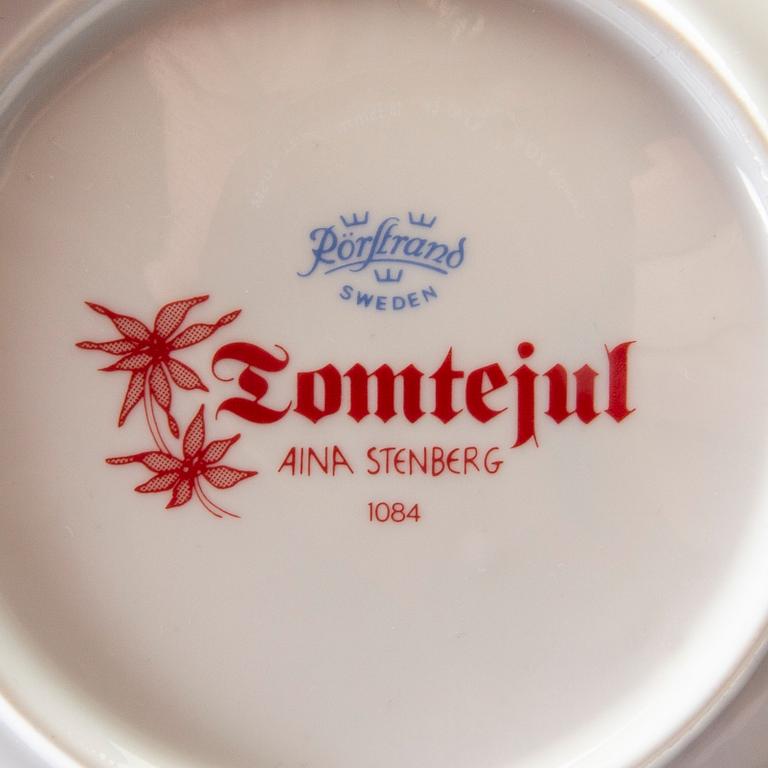 Rörstrand
SWEDEN
Tomtejul
AINA STENBERG
1084